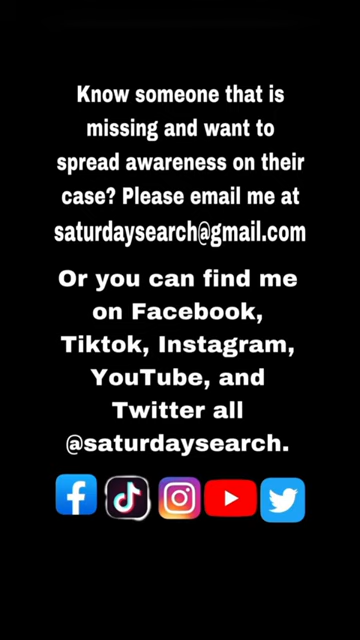 Know someone that is
missing and want to
spread awareness on their
case? Please email me at
saturdaysearch@gmail.com
Or you can find me
on Facebook,
Tiktok, Instagram,
YouTube, and
Twitter all
@saturdaysearch.